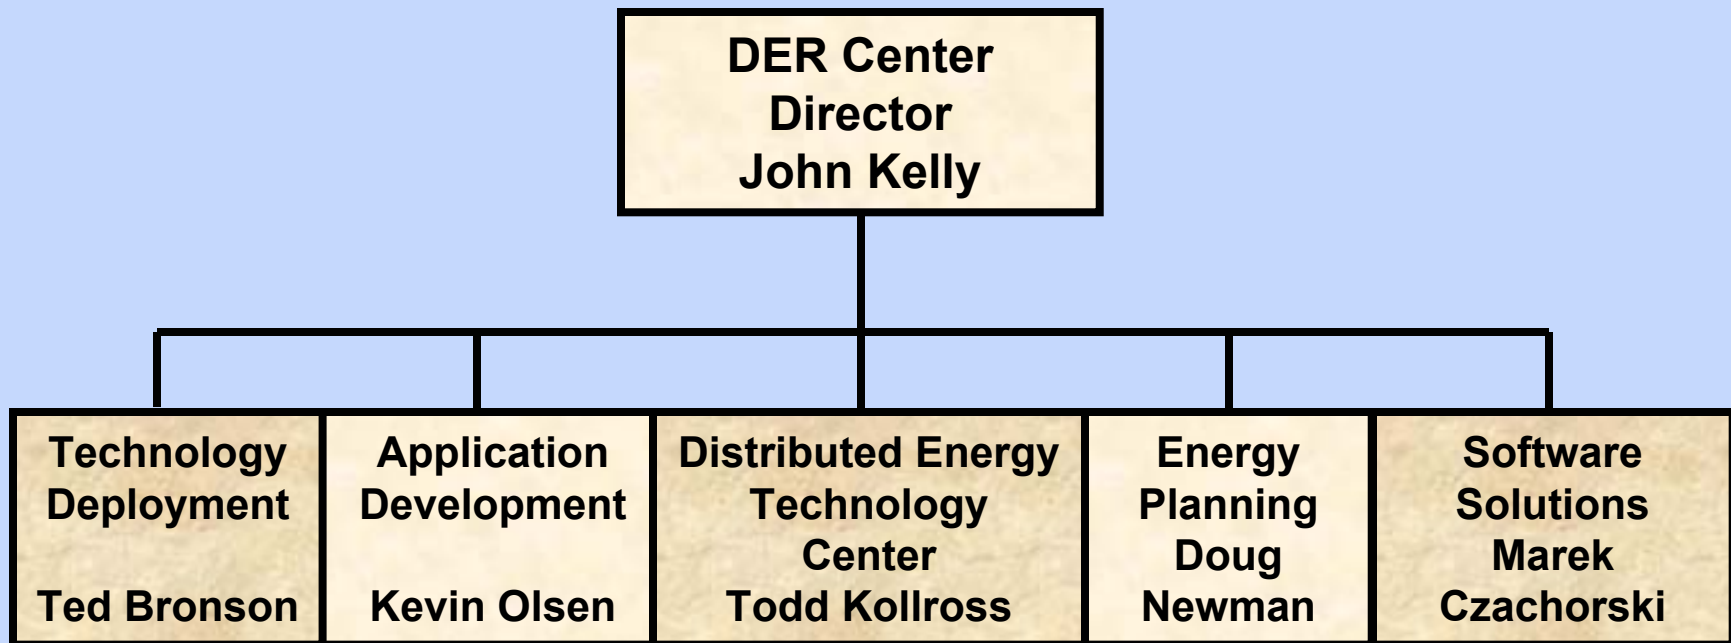 DER Center
Director
John Kelly
Technology
Deployment
Ted Bronson
Application
Development
Kevin Olsen
Distributed Energy
Technology
Center
Todd Kollross
Energy
Planning
Doug
Newman
Software
Solutions
Marek
Czachorski